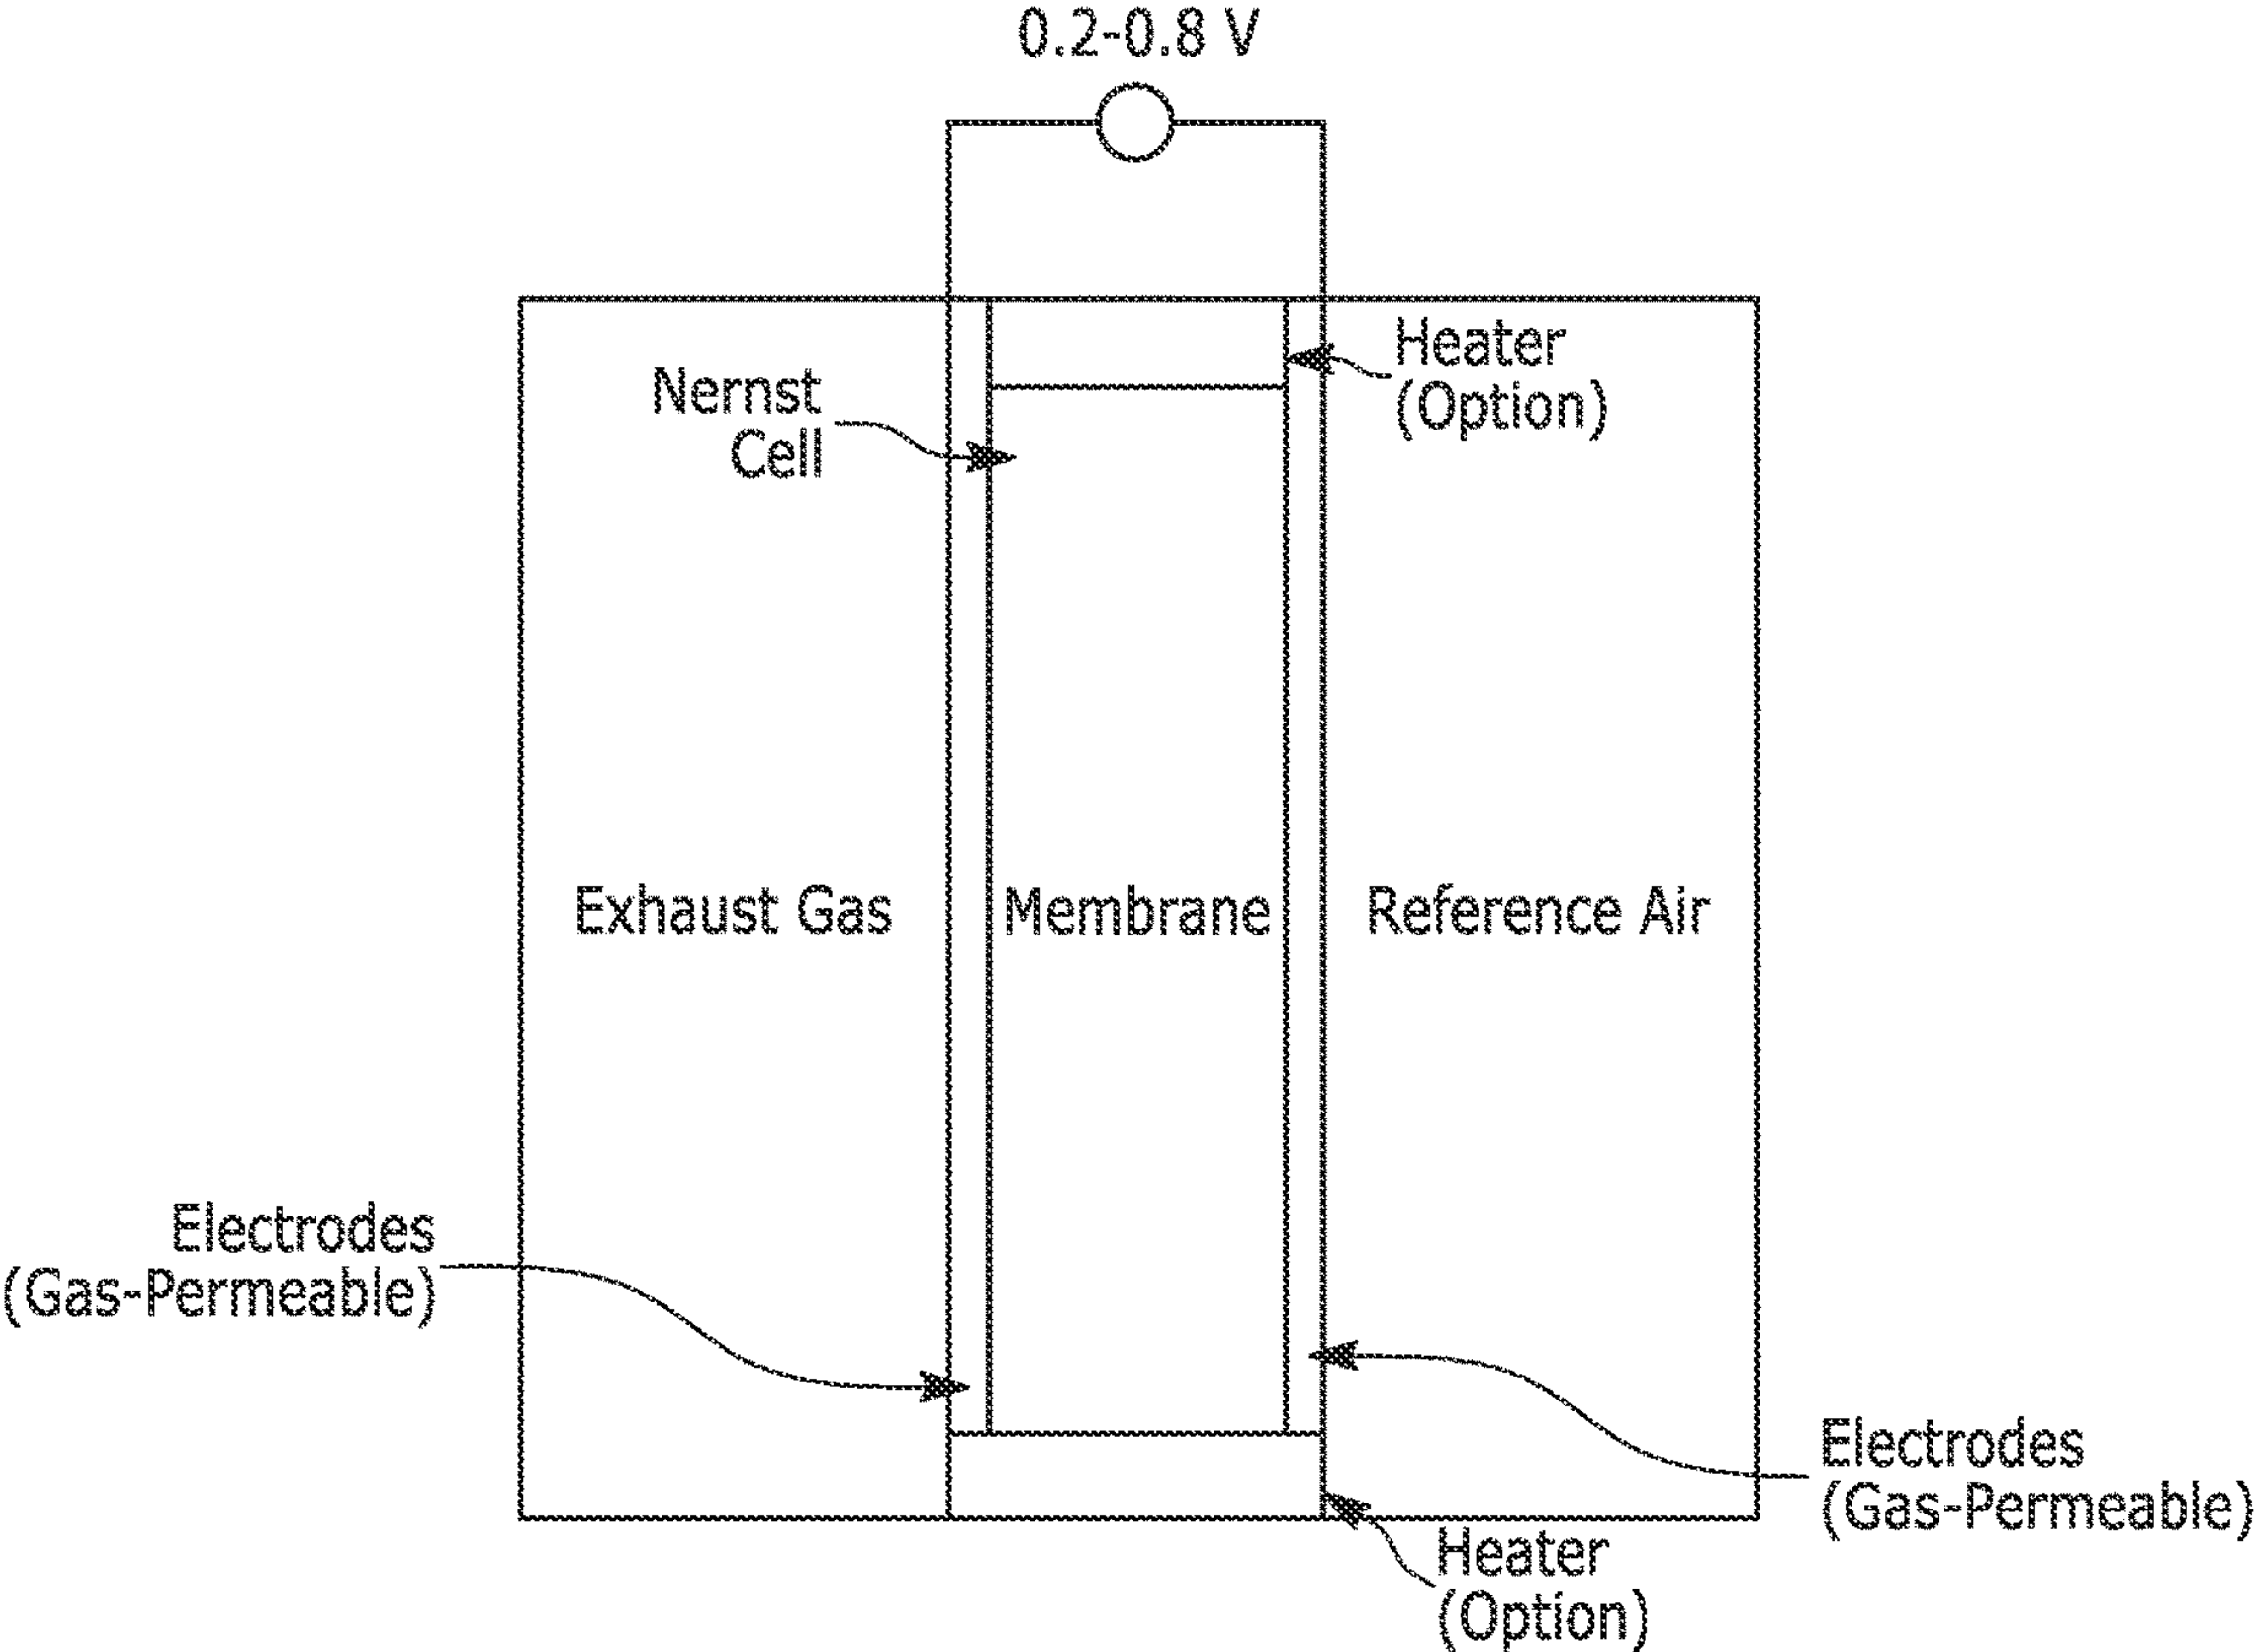 0.2-0.8 V
Heater
(Option)
Nernst
Cell
Exhaust Gas
Membrane
Reference Air
Electrodes
(Gas-Permeable)
Electrodes
(Gas-Permeable)
Heater
(Option)